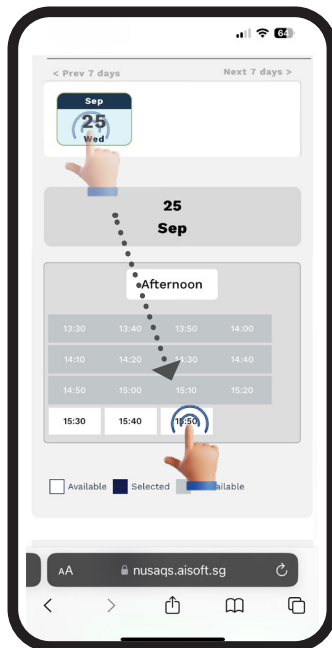 64
< Prev 7 days Next 7 days >
Sep
25
Wed
25
Sep
Afternoon
13:30 13:40 13:50 14:00
14:10 14:20 14:30 14:40
14:50 15:00 15:10 15:20
15:30 15:40 15:50
Available Selected
AA nusaqs.aisoft.sg